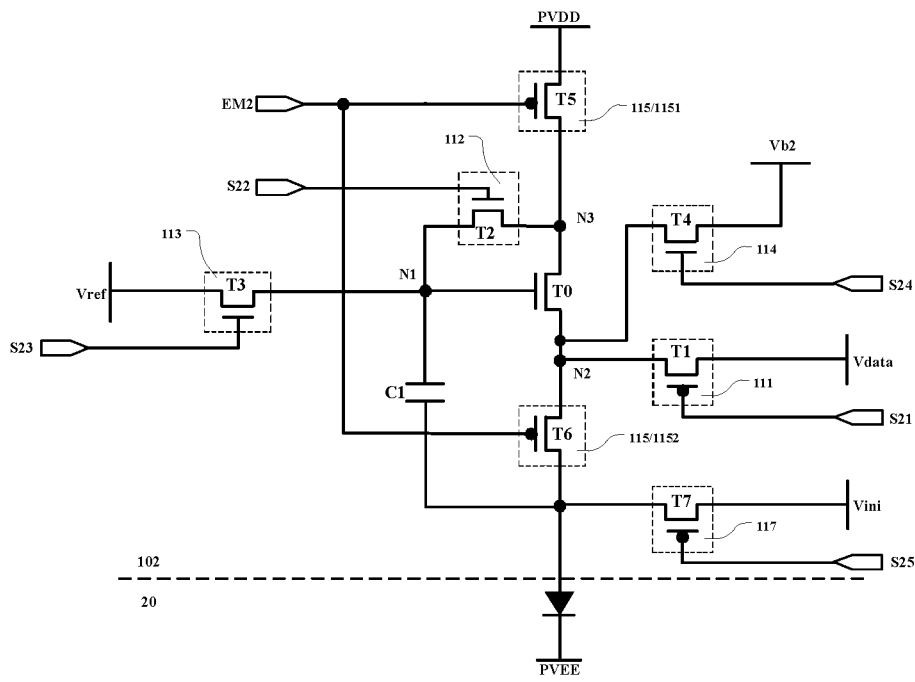 PVDD
EM2
T5
115/1151
112
Vb2
S22
T2
N3
T4
114
113
T3
N1
Vref
T0
S24
S23
T1
Vdata
N2
C1
111
S21
T6
115/1152
T7
Vini
117
102
S25
20
PVEE